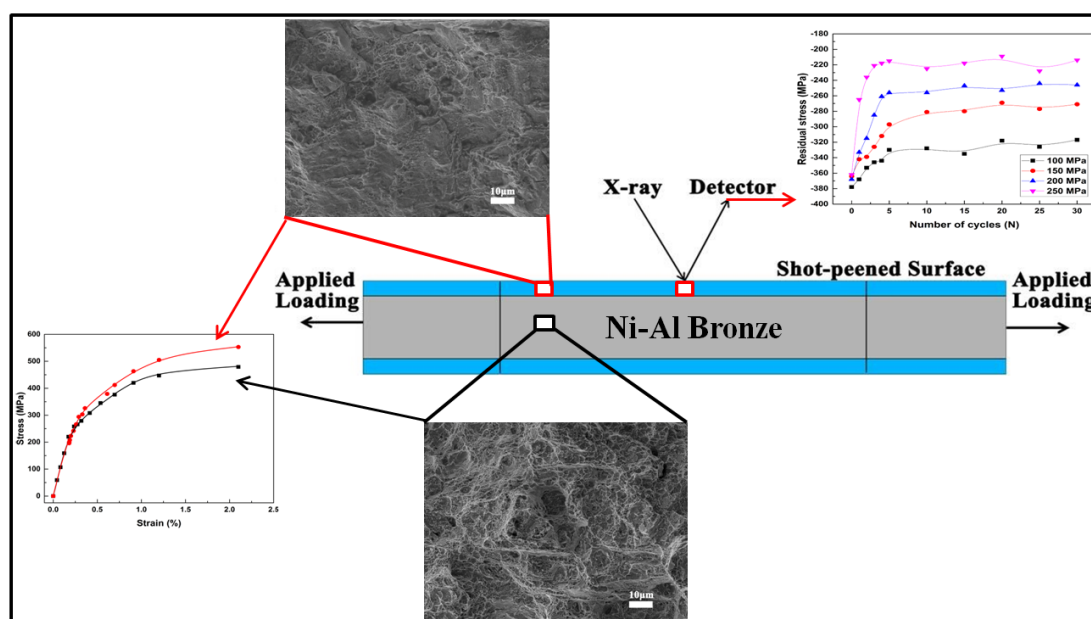 10μm
X-ray
Detector
-180
-200
-220
-240
-260
-280
-300
-320
-340
-360
-380
-400
Residual stress (MPa)
0
5
10
15
20
25
30
Number of cycles (N)
100 MPa
150 MPa
200 MPa
250 MPa
Applied
Loading
Shot-peened Surface
Applied
Loading
Ni-Al Bronze
600
500
400
300
200
100
0
Stress (MPa)
0.0
0.5
1.0
1.5
2.0
2.5
Strain (%)
10μm